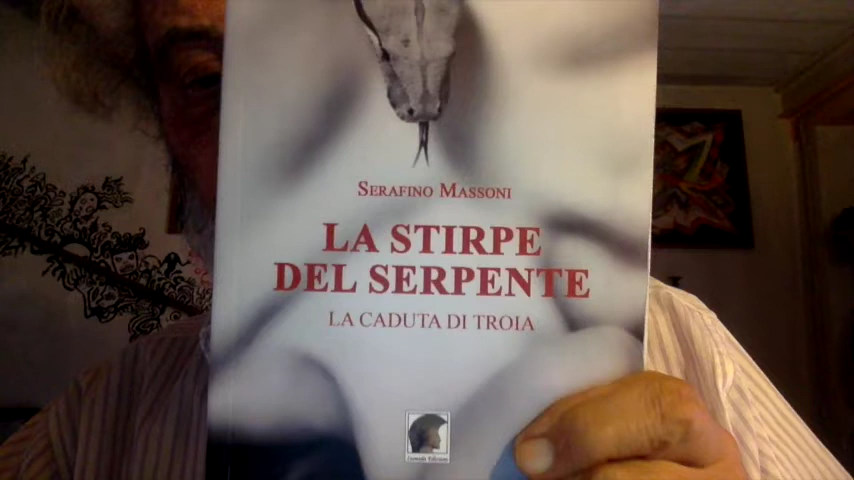 SERAFINO MASSONI
LA STIRPE
DEL SERPENTE
LA CADUTA DI TROIA